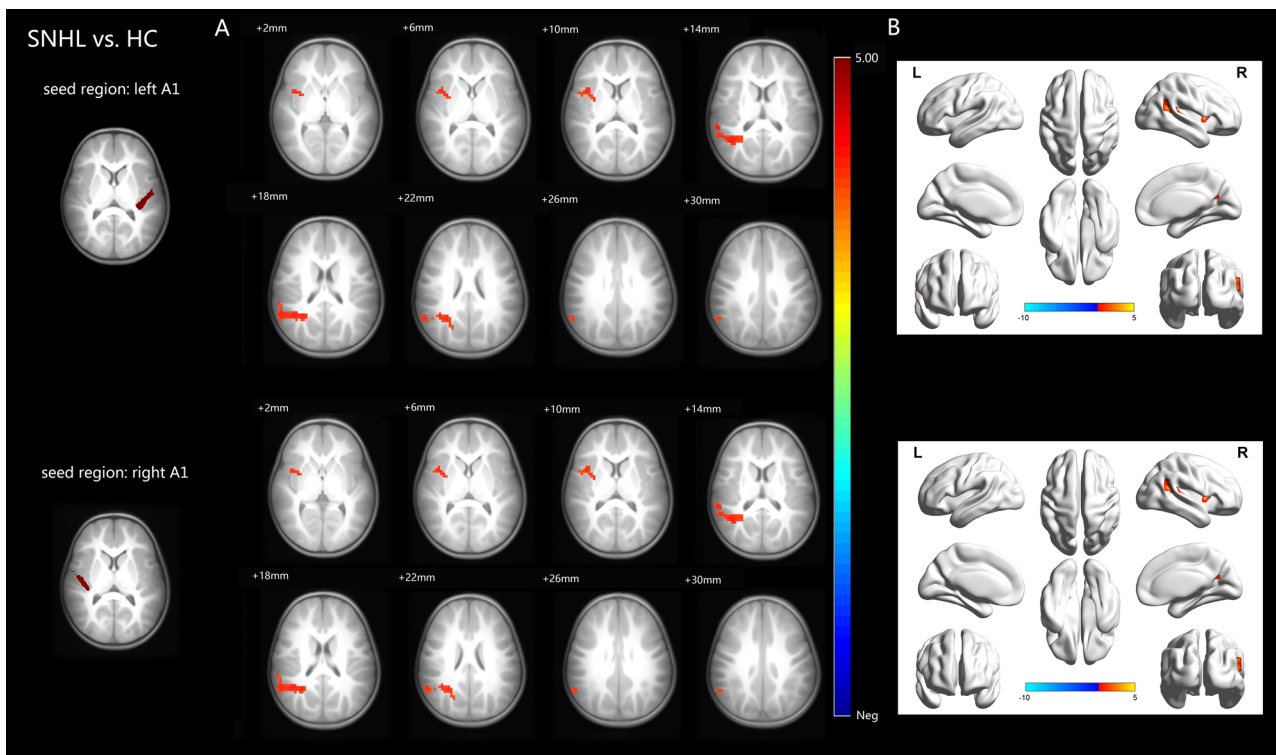 SNHL vs. HC
seed region: left A1
A
+2mm
+6mm
+10mm
+14mm
+18mm
+22mm
+26mm
+30mm
seed region: right A1
+2mm
+6mm
+10mm
+14mm
+18mm
+22mm
+26mm
+30mm
5.00
Neg
B
L
R
-10
5
L
R
-10
5